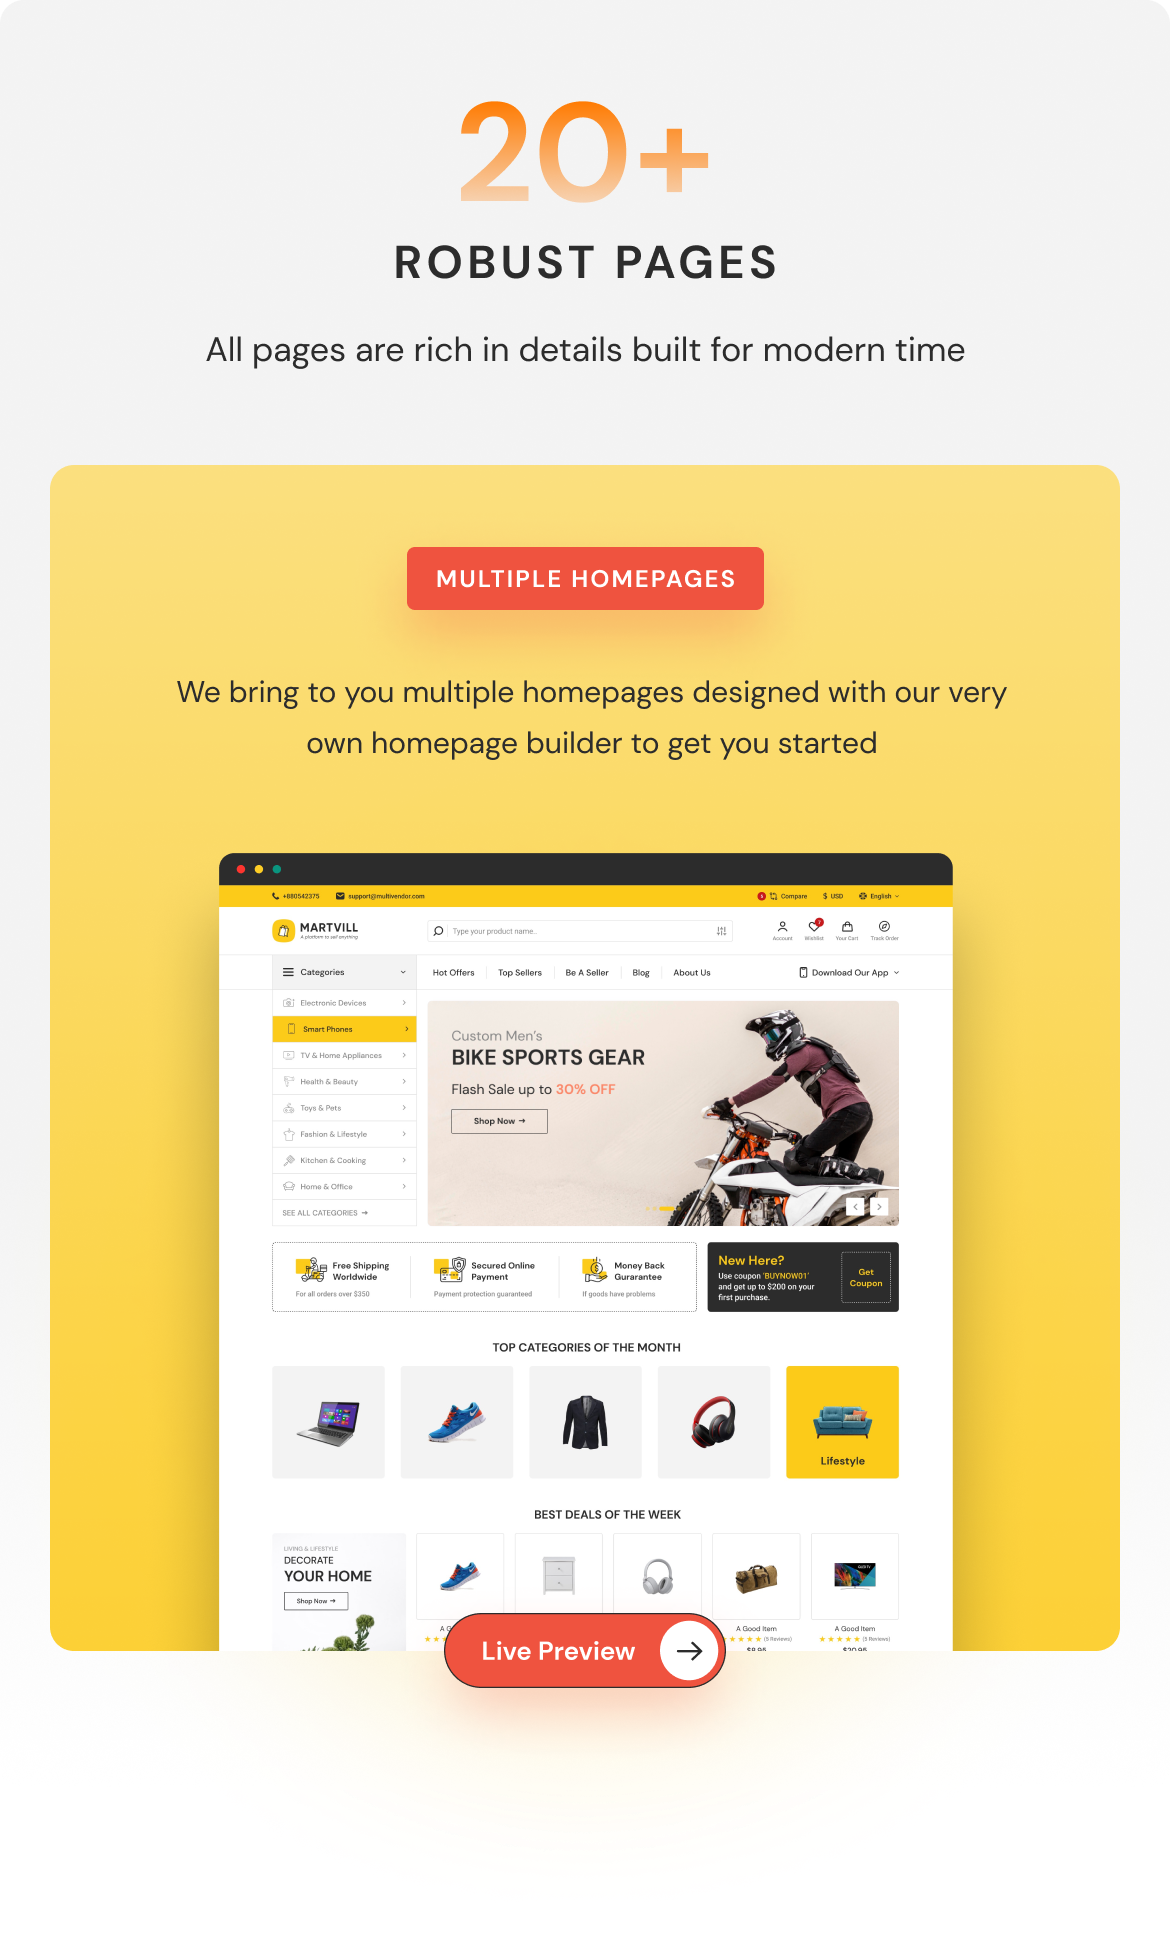 20+
ROBUST PAGES
All pages are rich in details built for modern time
MULTIPLE HOMEPAGES
We bring to you multiple homepages designed with our very
own homepage builder to get you started
+880542375
support@multivendor.com
Compare
$ USD
English
MARTVILL
A platform to sell anything
Type your product name..
Account
Wishlist
Your Cart
Track Order
Categories
Hot Offers
Top Sellers
Be A Seller
Blog
About Us
Download Our App
Electronic Devices
Smart Phones
TV & Home Appliances
Health & Beauty
Toys & Pets
Fashion & Lifestyle
Kitchen & Cooking
Home & Office
SEE ALL CATEGORIES →
Custom Men's
BIKE SPORTS GEAR
Flash Sale up to 30% OFF
Shop Now →
Free Shipping
Worldwide
For all orders over $350
Secured Online
Payment
Payment protection guaranteed
Money Back
Gurarantee
If goods have problems
New Here?
Use coupon 'BUYNOW01'
and get up to $200 on your
first purchase.
Get
Coupon
TOP CATEGORIES OF THE MONTH
Lifestyle
BEST DEALS OF THE WEEK
LIVING & LIFESTYLE
DECORATE
YOUR HOME
Shop Now →
A Good Item
(5 Reviews)
A Good Item
(5 Reviews)
Live Preview